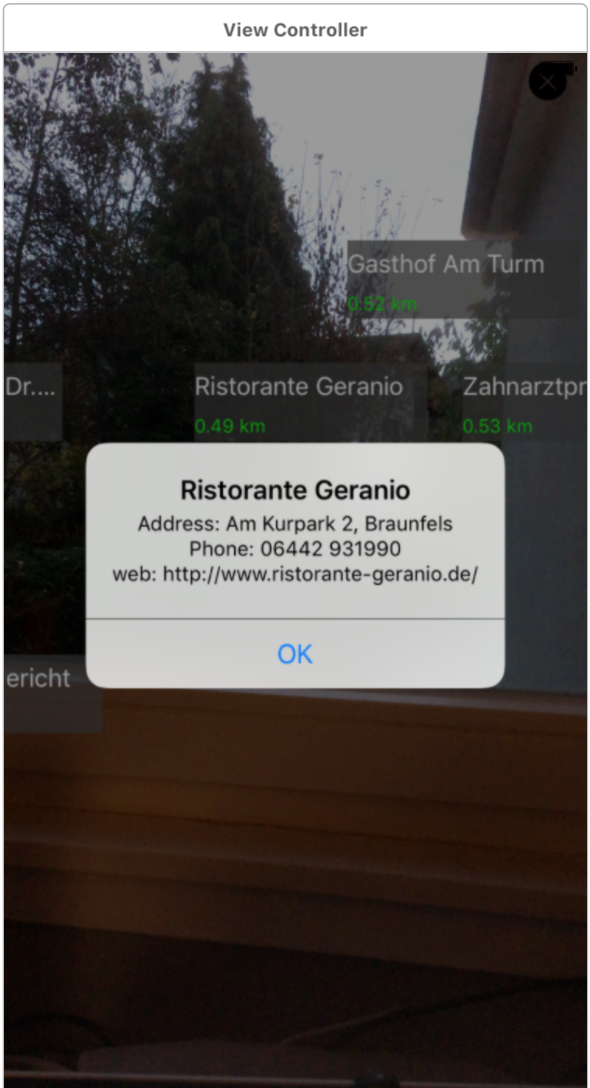 View Controller
Gasthof Am Turm
0.52 km
Dr....
Ristorante Geranio
Zahnarztpr
0.49 km
0.53 km
Ristorante Geranio
Address: Am Kurpark 2, Braunfels
Phone: 06442 931990
web: http://www.ristorante-geranio.de/
OK
ericht